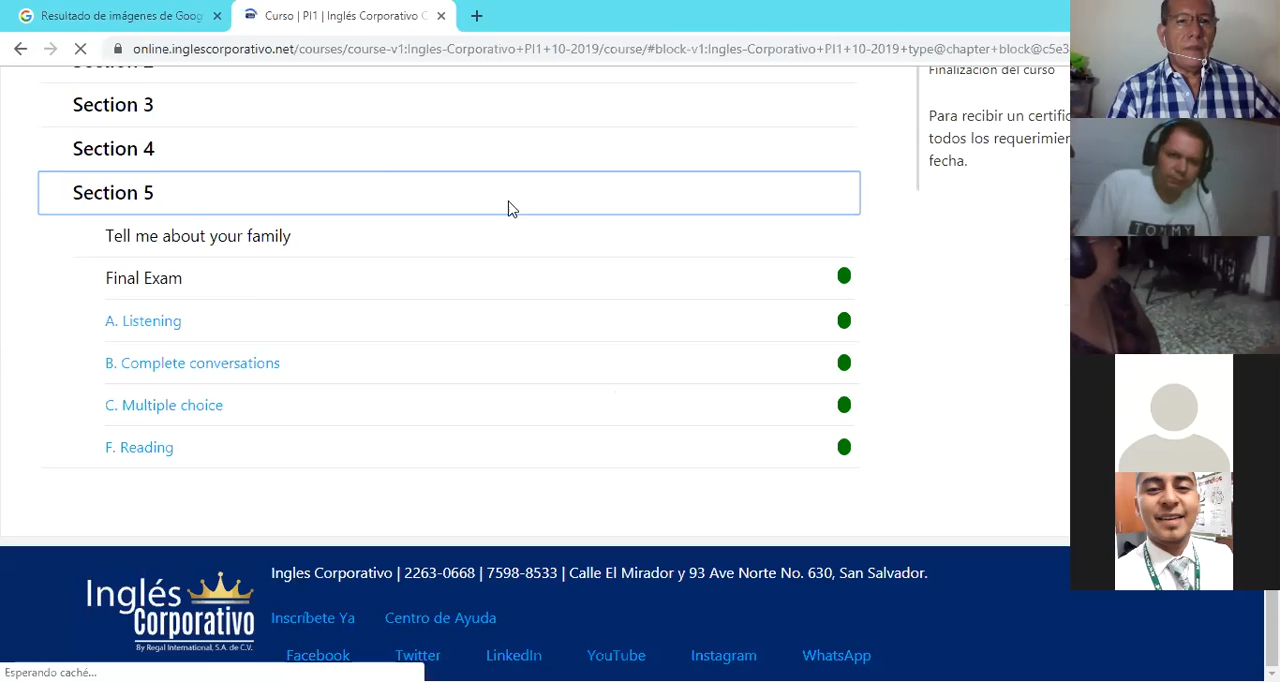 Resultado de imágenes de Goog
Curso | PI1 | Inglés Corporativo C
online.inglescorporativo.net/courses/course-v1:Ingles-Corporativo+PI1+10-2019/course/#block-v1:Ingles-Corporativo+PI1+10-2019+type@chapter+block@c5e3
Section 2
Section 3
Section 4
Section 5
Tell me about your family
Final Exam
A. Listening
B. Complete conversations
C. Multiple choice
F. Reading
Finalización del curso
Para recibir un certific
todos los requerimie
fecha.
TOMMY
Inglés
Corporativo
By Regal International, S.A. de C.V.
Ingles Corporativo | 2263-0668 | 7598-8533 | Calle El Mirador y 93 Ave Norte No. 630, San Salvador.
Inscríbete Ya Centro de Ayuda
Facebook Twitter LinkedIn YouTube Instagram WhatsApp
Esperando caché...